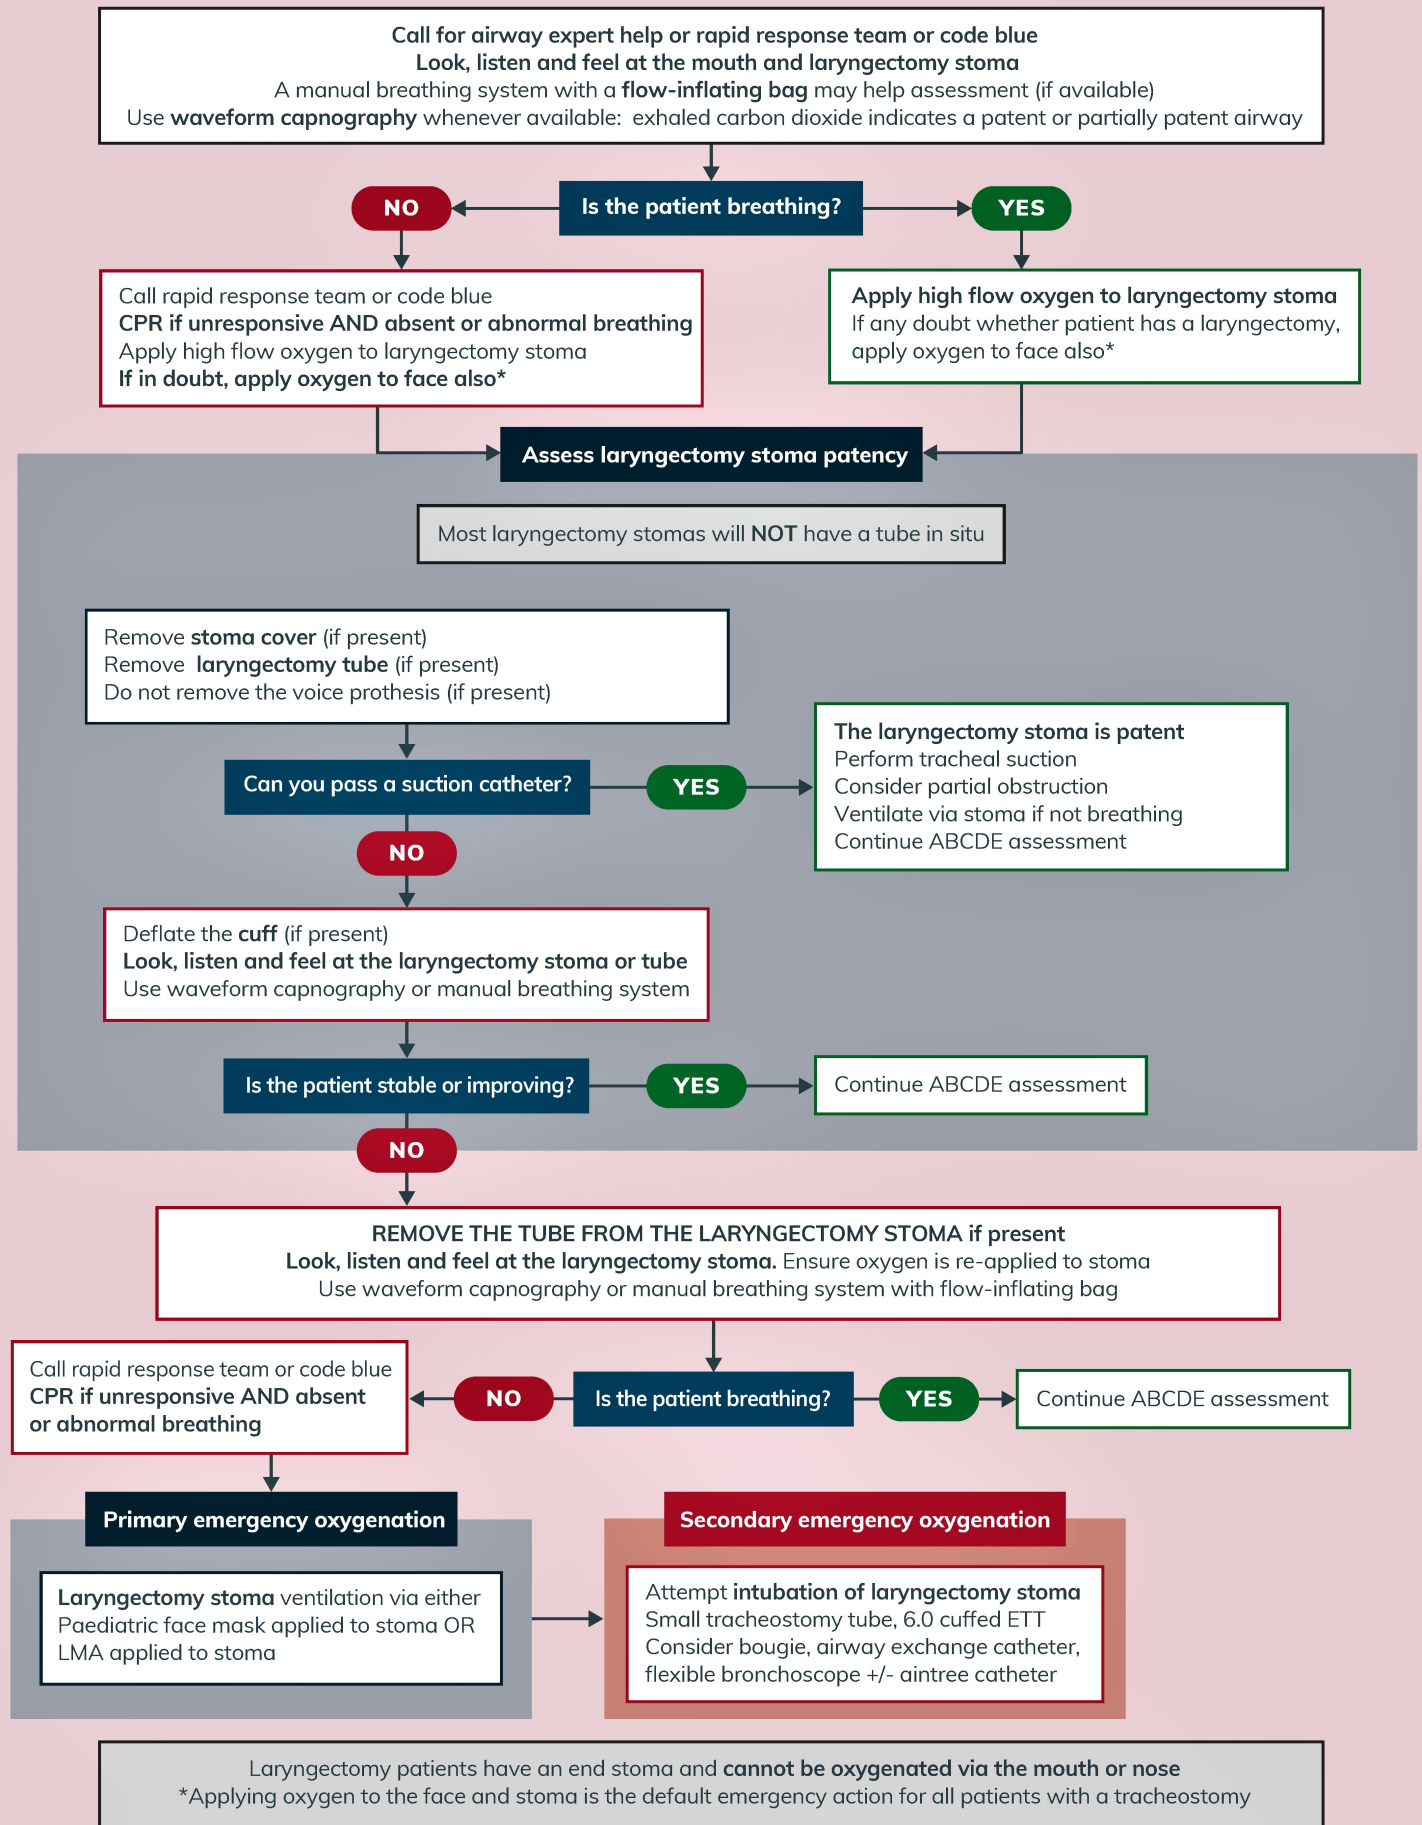 Call for airway expert help or rapid response team or code blue
Look, listen and feel at the mouth and laryngectomy stoma
A manual breathing system with a flow-inflating bag may help assessment (if available)
Use waveform capnography whenever available: exhaled carbon dioxide indicates a patent or partially patent airway
NO
Is the patient breathing?
YES
Call rapid response team or code blue
CPR if unresponsive AND absent or abnormal breathing
Apply high flow oxygen to laryngectomy stoma
If in doubt, apply oxygen to face also*
Apply high flow oxygen to laryngectomy stoma
If any doubt whether patient has a laryngectomy,
apply oxygen to face also*
Assess laryngectomy stoma patency
Most laryngectomy stomas will NOT have a tube in situ
Remove stoma cover (if present)
Remove laryngectomy tube (if present)
Do not remove the voice prothesis (if present)
Can you pass a suction catheter?
YES
The laryngectomy stoma is patent
Perform tracheal suction
Consider partial obstruction
Ventilate via stoma if not breathing
Continue ABCDE assessment
NO
Deflate the cuff (if present)
Look, listen and feel at the laryngectomy stoma or tube
Use waveform capnography or manual breathing system
Is the patient stable or improving?
YES
Continue ABCDE assessment
NO
REMOVE THE TUBE FROM THE LARYNGECTOMY STOMA if present
Look, listen and feel at the laryngectomy stoma. Ensure oxygen is re-applied to stoma
Use waveform capnography or manual breathing system with flow-inflating bag
Call rapid response team or code blue
CPR if unresponsive AND absent
or abnormal breathing
NO
Is the patient breathing?
YES
Continue ABCDE assessment
Primary emergency oxygenation
Laryngectomy stoma ventilation via either
Paediatric face mask applied to stoma OR
LMA applied to stoma
Secondary emergency oxygenation
Attempt intubation of laryngectomy stoma
Small tracheostomy tube, 6.0 cuffed ETT
Consider bougie, airway exchange catheter,
flexible bronchoscope +/- aintree catheter
Laryngectomy patients have an end stoma and cannot be oxygenated via the mouth or nose
*Applying oxygen to the face and stoma is the default emergency action for all patients with a tracheostomy